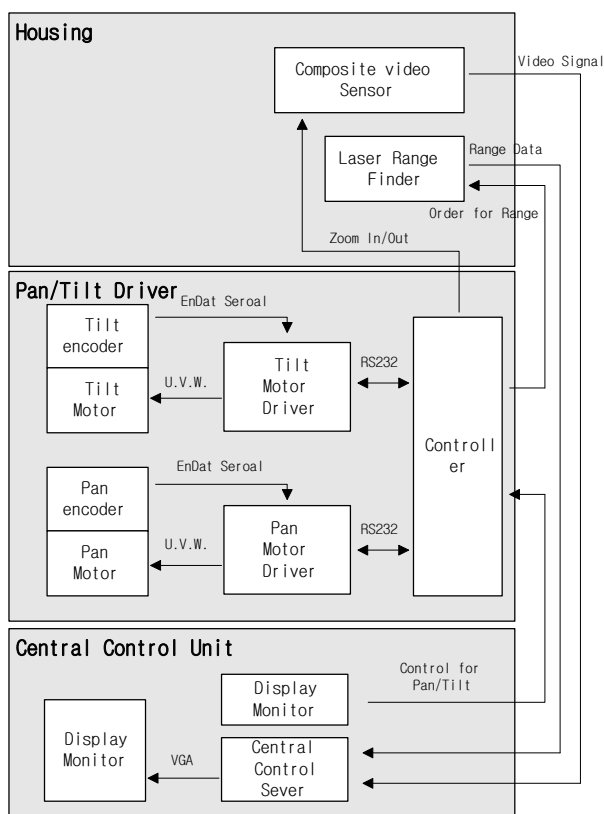 Housing
Video Signal
Composite video
Sensor
Range Data
Laser Range
Finder
Order for Range
Zoom In/Out
Pan/Tilt Driver
EnDat Seroal
Tilt
encoder
Tilt
Motor
U.V.W.
Tilt
Motor
Driver
RS232
Controll
er
EnDat Seroal
Pan
encoder
Pan
Motor
U.V.W.
Pan
Motor
Driver
RS232
Central Control Unit
Control for
Pan/Tilt
Display
Monitor
Display
Monitor
VGA
Central
Control
Sever